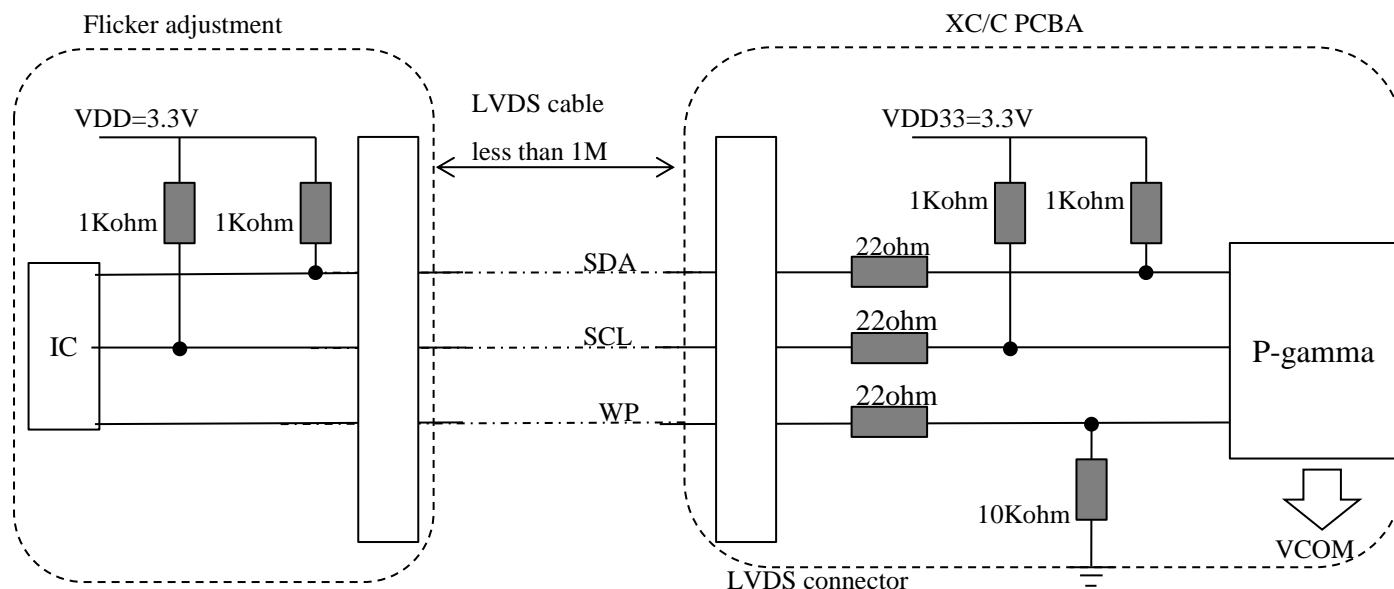 Flicker adjustment
XC/C PCBA
LVDS cable
less than 1M
VDD=3.3V
VDD33=3.3V
1Kohm
1Kohm
1Kohm
1Kohm
22ohm
SDA
22ohm
SCL
IC
P-gamma
22ohm
WP
10Kohm
VCOM
LVDS connector